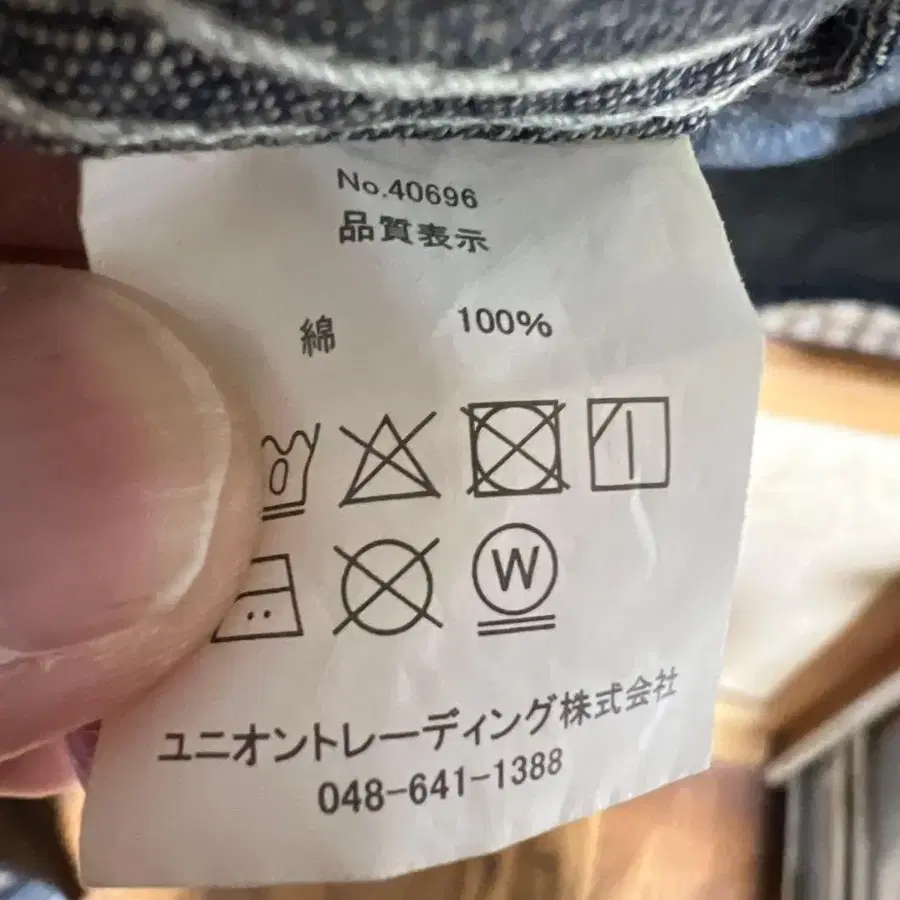 No.40696
品質表示
綿 100%
W
ユニオントレーディング株式会社
048-641-1388